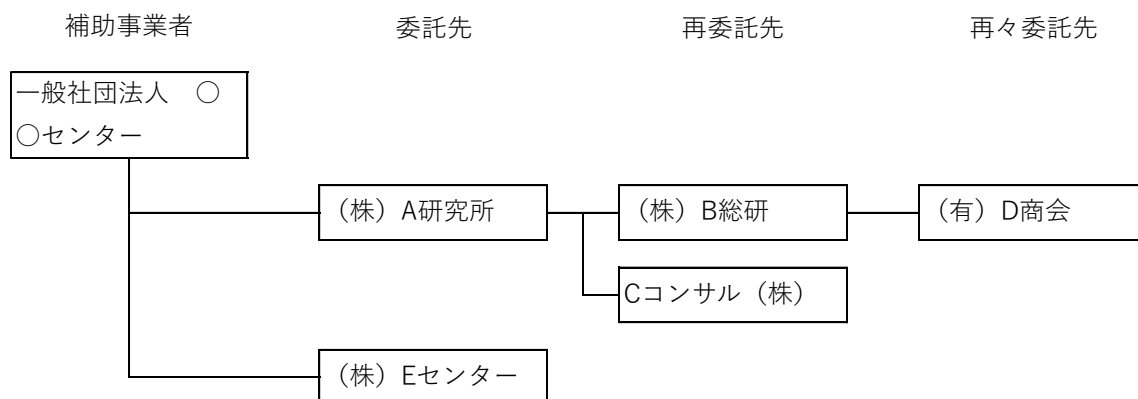 補助事業者 委託先 再委託先 再々委託先
一般社団法人　○
○センター
（株）A研究所 （株）B総研 （有）D商会
Cコンサル（株）
（株）Eセンター